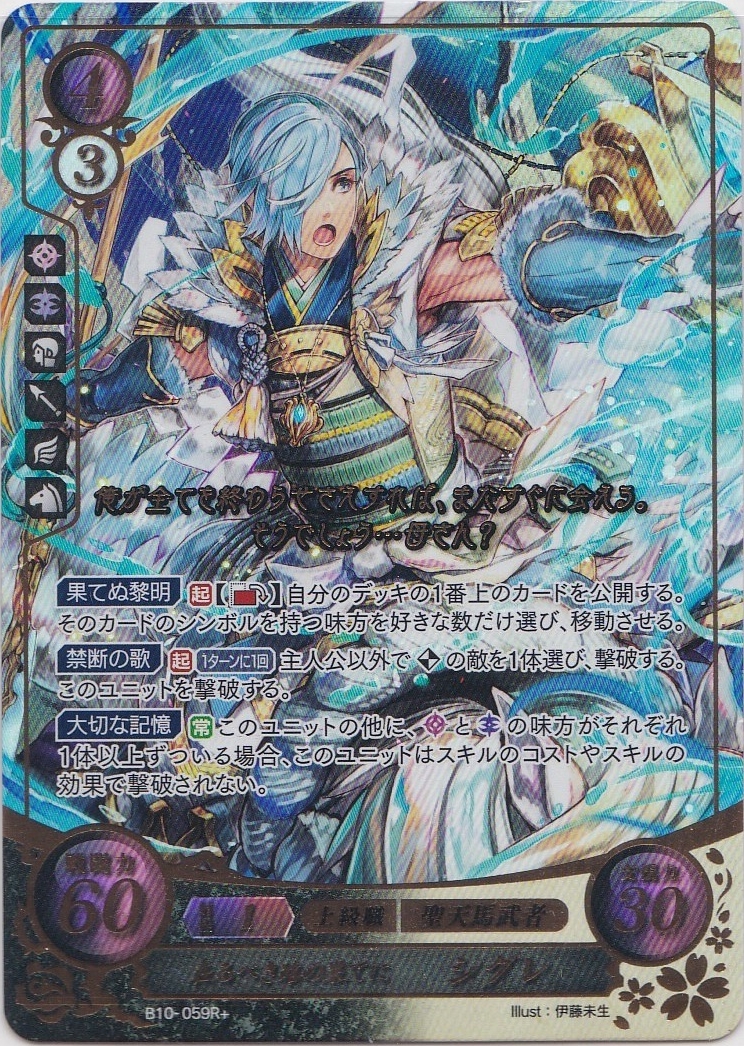 4
3
俺が全てを終わらせさえすれば、またすぐに会える。
そうでしょう…母さん?
果てぬ黎明 起【 】自分のデッキの1番上のカードを公開する。
そのカードのシンボルを持つ味方を好きな数だけ選び、移動させる。
禁断の歌 起 1ターンに1回 主人公以外で の敵を1体選び、撃破する。
このユニットを撃破する。
大切な記憶 常 このユニットの他に、 と の味方がそれぞれ
1体以上ずついる場合、このユニットはスキルのコストやスキルの
効果で撃破されない。
戦闘力
60
支援力
30
上級職 聖天馬武者
シグレ
B10-059R+
Illust:伊藤未生